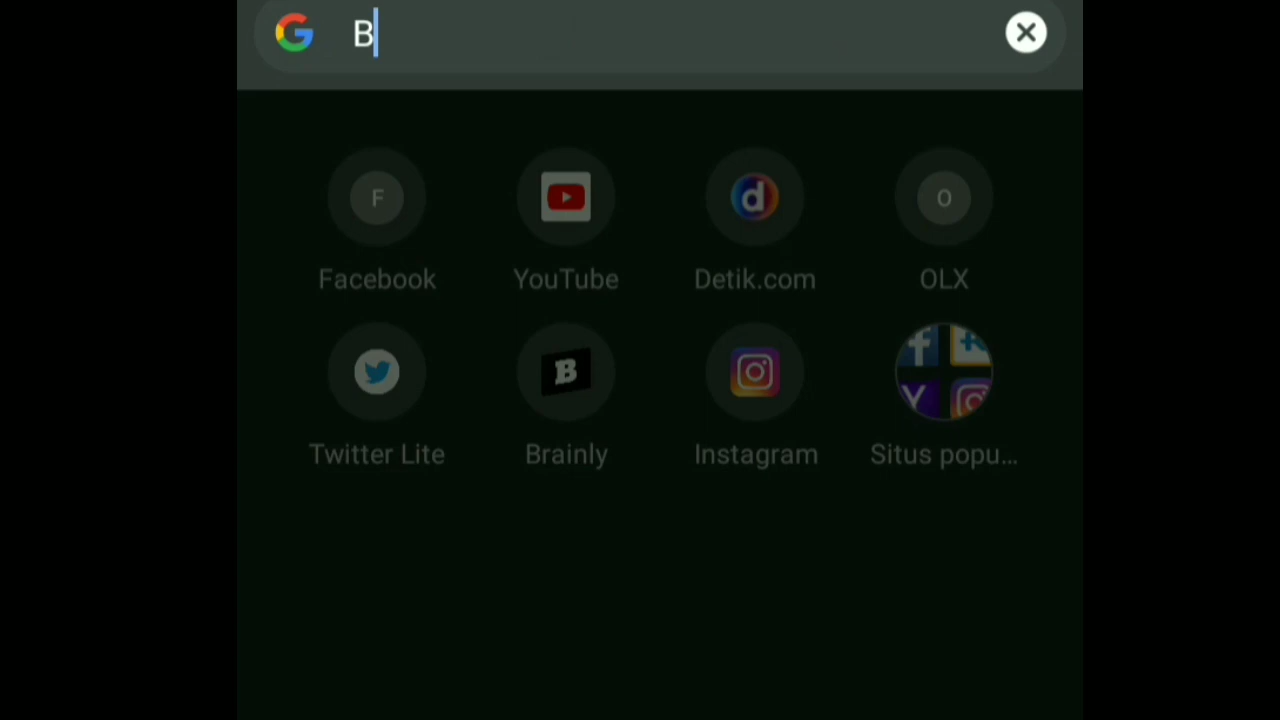 B
F
O
Facebook
YouTube
Detik.com
OLX
B
Twitter Lite
Brainly
Instagram
Situs popu...